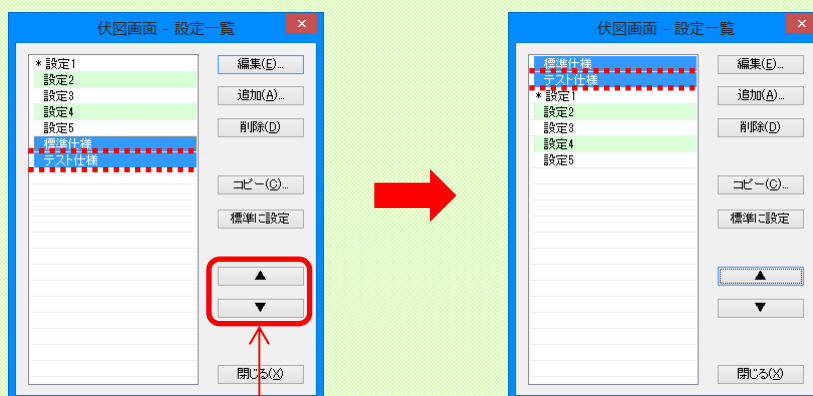 伏図画面 - 設定一覧
* 設定1
設定2
設定3
設定4
設定5
標準仕様
テスト仕様
編集(E)...
追加(A)...
削除(D)
コピー(C)...
標準に設定
▲
▼
閉じる(X)
伏図画面 - 設定一覧
標準仕様
テスト仕様
* 設定1
設定2
設定3
設定4
設定5
編集(E)...
追加(A)...
削除(D)
コピー(C)...
標準に設定
▲
▼
閉じる(X)